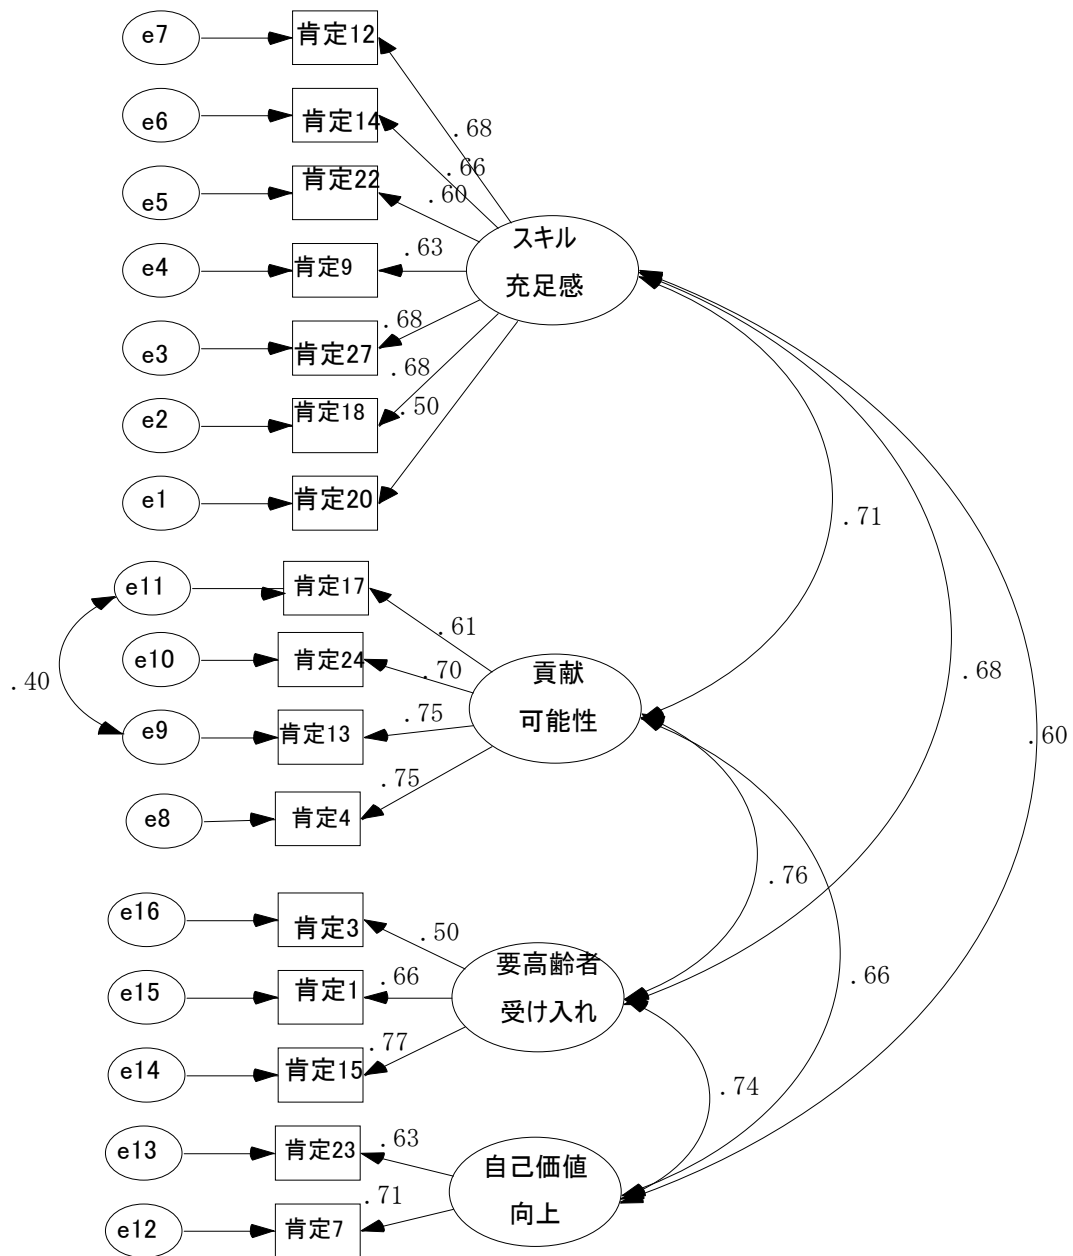 e7
肯定12
.68
e6
肯定14
.66
e5
肯定22
.60
スキル
充足感
e4
肯定9
.63
e3
肯定27
.68
e2
肯定18
.68
e1
肯定20
.50
.71
e11
肯定17
.61
e10
肯定24
.70
貢献
可能性
.40
.68
e9
肯定13
.75
.60
e8
肯定4
.75
.76
e16
肯定3
.50
要高齢者
受け入れ
e15
肯定1
.66
.66
e14
肯定15
.77
.74
e13
肯定23
.63
自己価値
向上
e12
肯定7
.71